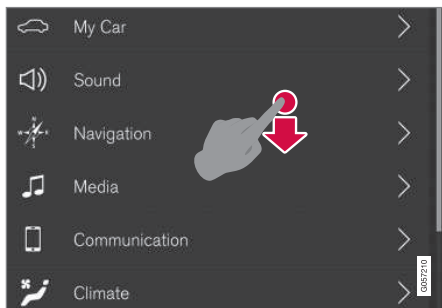 My Car
Sound
Navigation
Media
Communication
Climate
G057210